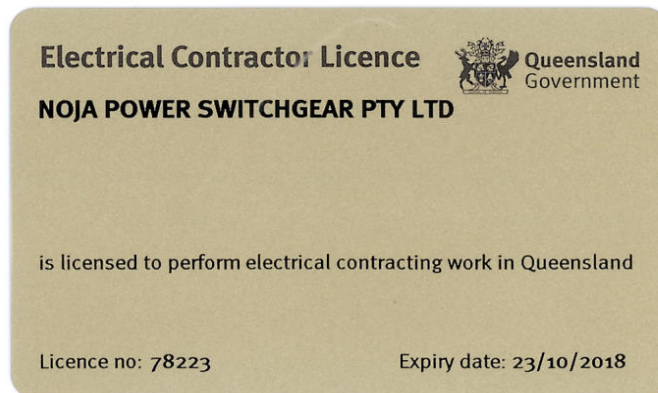 Electrical Contractor Licence
Queensland
Government
NOJA POWER SWITCHGEAR PTY LTD
is licensed to perform electrical contracting work in Queensland
Licence no: 78223
Expiry date: 23/10/2018